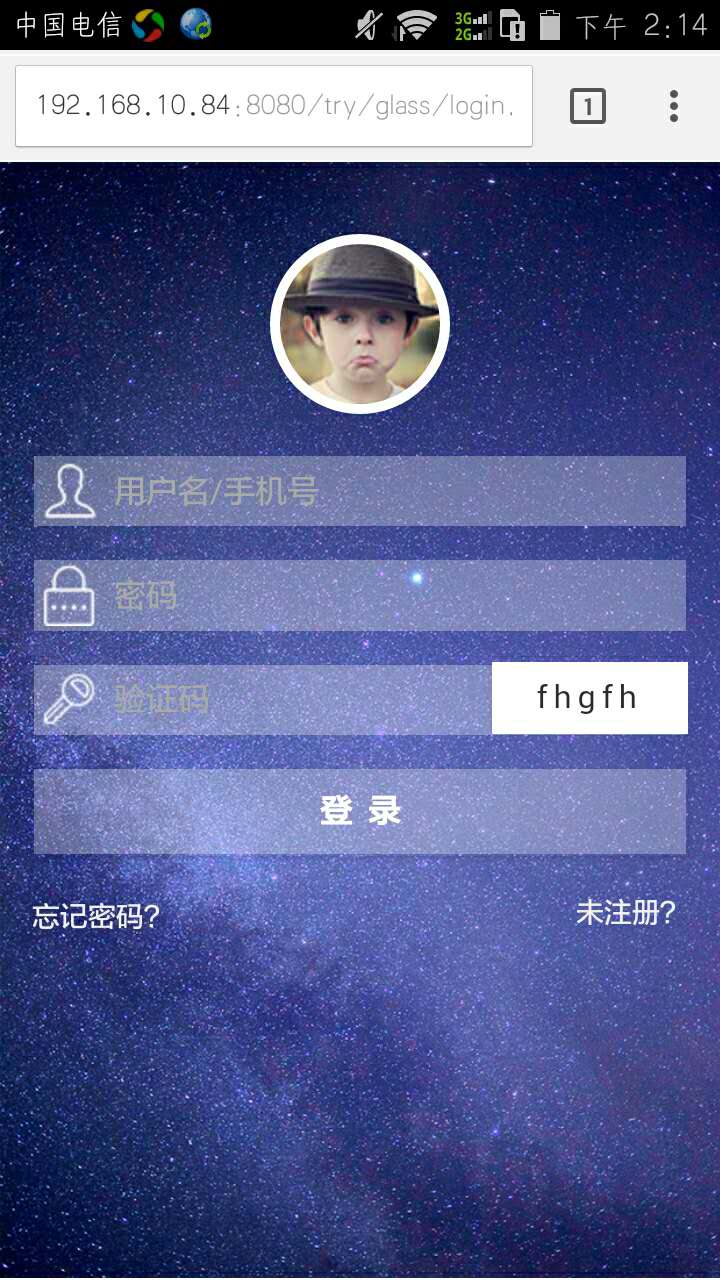 中国电信 3G 2G 下午 2:14
192.168.10.84:8080/try/glass/login. 1
用户名/手机号
密码
验证码 fhgfh
登 录
忘记密码? 未注册?